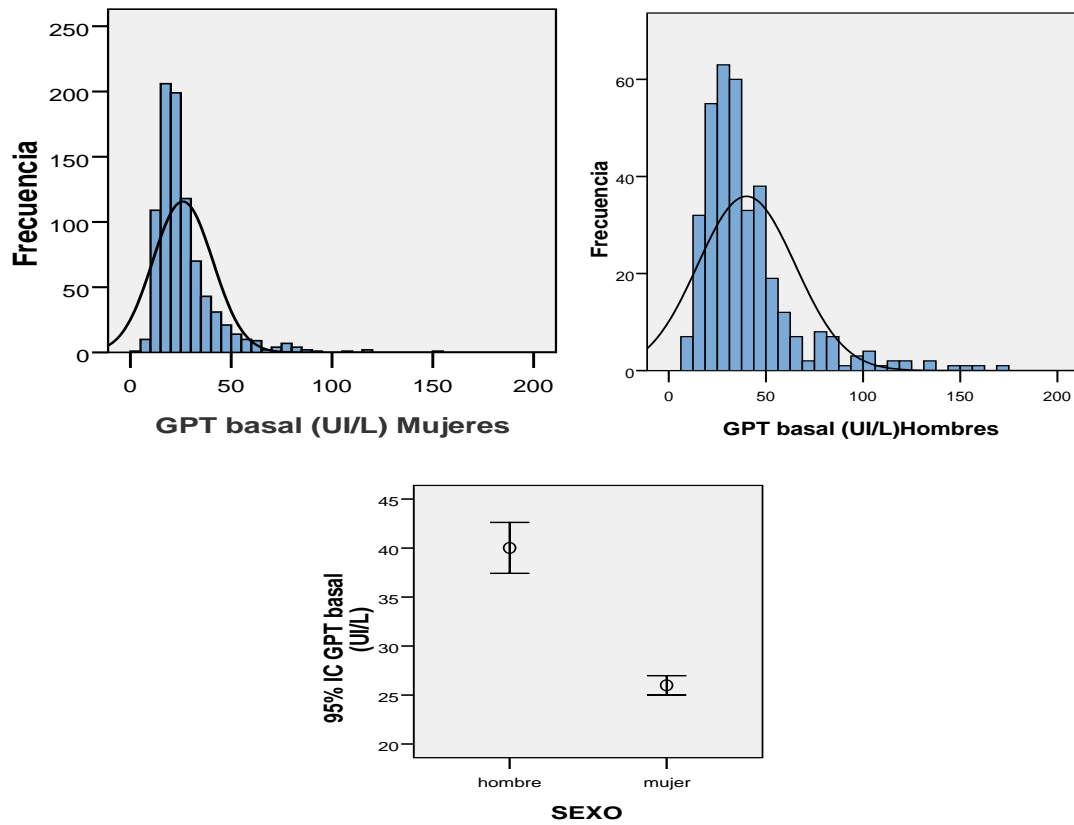 Frecuencia
250
200
150
100
50
0
0 50 100 150 200
GPT basal (UI/L) Mujeres
Frecuencia
60
40
20
0
0 50 100 150 200
GPT basal (UI/L)Hombres
95% IC GPT basal
(UI/L)
45
40
35
30
25
20
hombre mujer
SEXO